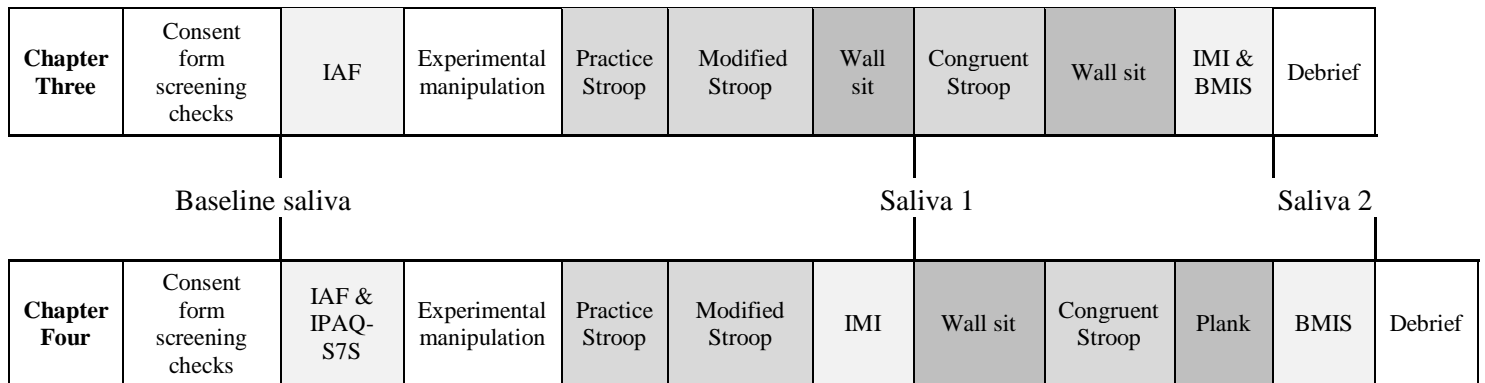 Chapter
Three
Consent
form
screening
checks
IAF
Experimental
manipulation
Practice
Stroop
Modified
Stroop
Wall
sit
Congruent
Stroop
Wall sit
IMI &
BMIS
Debrief
Baseline saliva
Saliva 1
Saliva 2
Chapter
Four
Consent
form
screening
checks
IAF &
IPAQ-
S7S
Experimental
manipulation
Practice
Stroop
Modified
Stroop
IMI
Wall sit
Congruent
Stroop
Plank
BMIS
Debrief